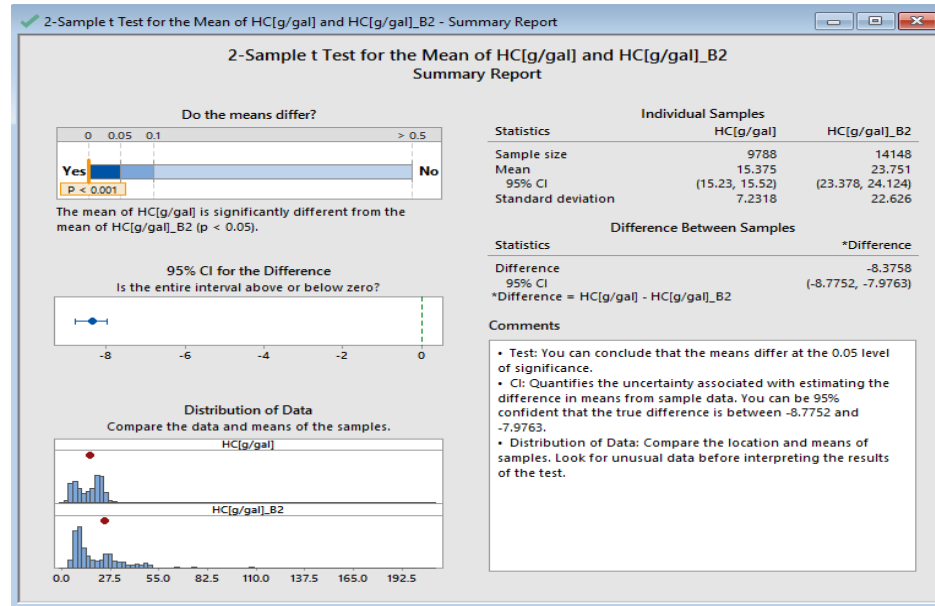 2-Sample t Test for the Mean of HC[g/gal] and HC[g/gal]_B2 - Summary Report
2-Sample t Test for the Mean of HC[g/gal] and HC[g/gal]_B2
Summary Report
Do the means differ?
0 0.05 0.1 > 0.5
Yes No
P < 0.001
The mean of HC[g/gal] is significantly different from the
mean of HC[g/gal]_B2 (p < 0.05).
95% CI for the Difference
Is the entire interval above or below zero?
-8 -6 -4 -2 0
Distribution of Data
Compare the data and means of the samples.
HC[g/gal]
HC[g/gal]_B2
0.0 27.5 55.0 82.5 110.0 137.5 165.0 192.5
Individual Samples
Statistics HC[g/gal] HC[g/gal]_B2
Sample size 9788 14148
Mean 15.375 23.751
95% CI (15.23, 15.52) (23.378, 24.124)
Standard deviation 7.2318 22.626
Difference Between Samples
Statistics *Difference
Difference -8.3758
95% CI (-8.7752, -7.9763)
*Difference = HC[g/gal] - HC[g/gal]_B2
Comments
• Test: You can conclude that the means differ at the 0.05 level
of significance.
• CI: Quantifies the uncertainty associated with estimating the
difference in means from sample data. You can be 95%
confident that the true difference is between -8.7752 and
-7.9763.
• Distribution of Data: Compare the location and means of
samples. Look for unusual data before interpreting the results
of the test.